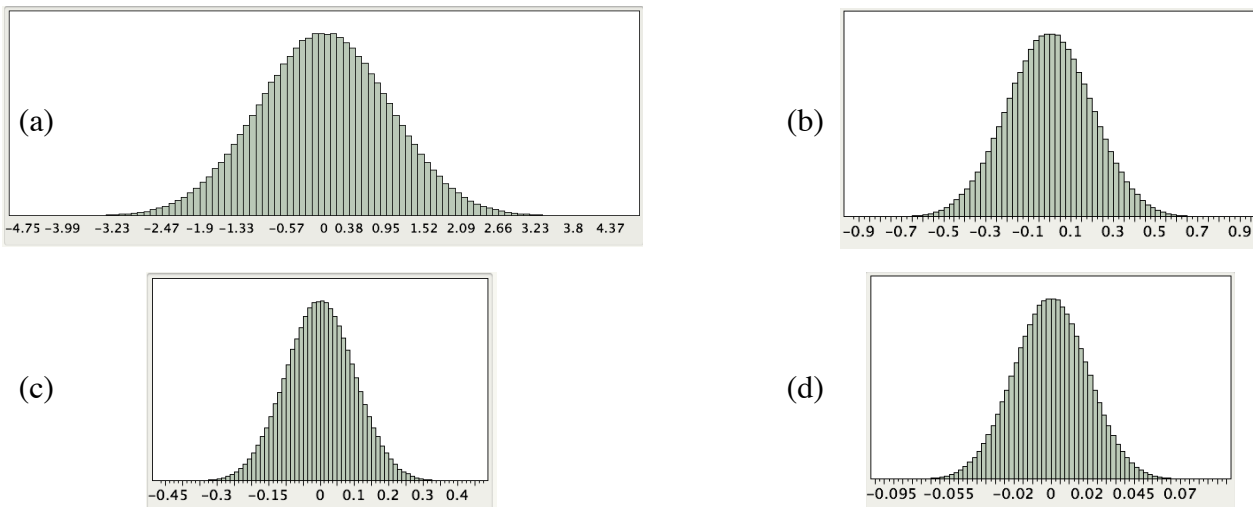 (a)
−4.75 −3.99 −3.23 −2.47 −1.9 −1.33 −0.57 0 0.38 0.95 1.52 2.09 2.66 3.23 3.8 4.37
(b)
−0.9 −0.7 −0.5 −0.3 −0.1 0.1 0.3 0.5 0.7 0.9
(c)
−0.45 −0.3 −0.15 0 0.1 0.2 0.3 0.4
(d)
−0.095 −0.055 −0.02 0 0.02 0.045 0.07